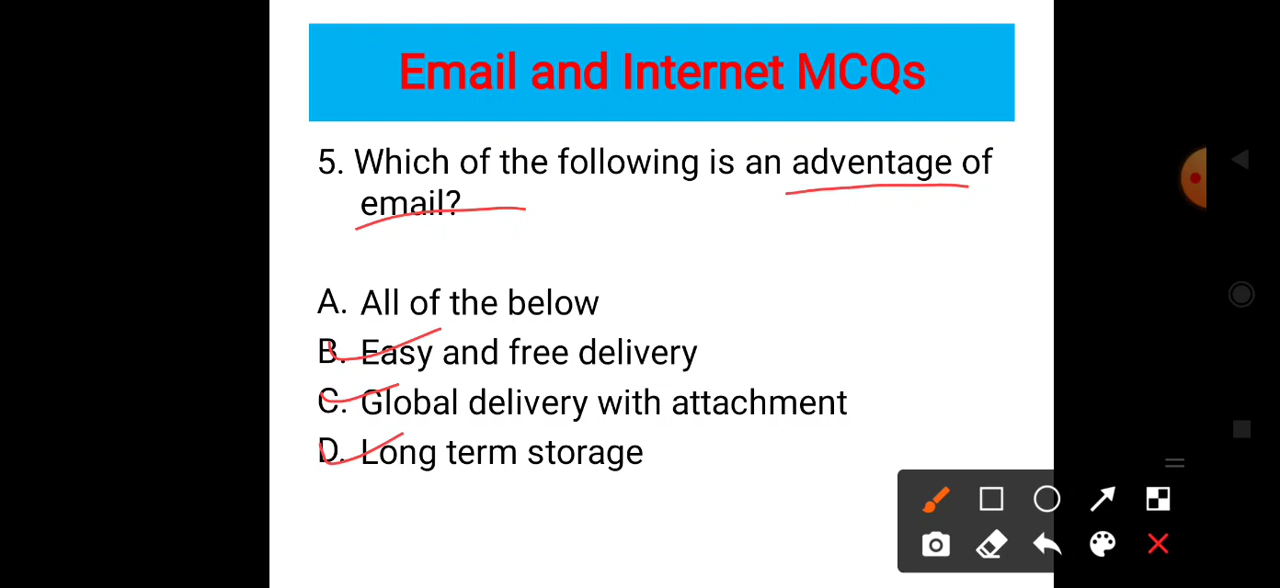 Email and Internet MCQs
5. Which of the following is an adventage of
email?
A. All of the below
B. Easy and free delivery
C. Global delivery with attachment
D. Long term storage